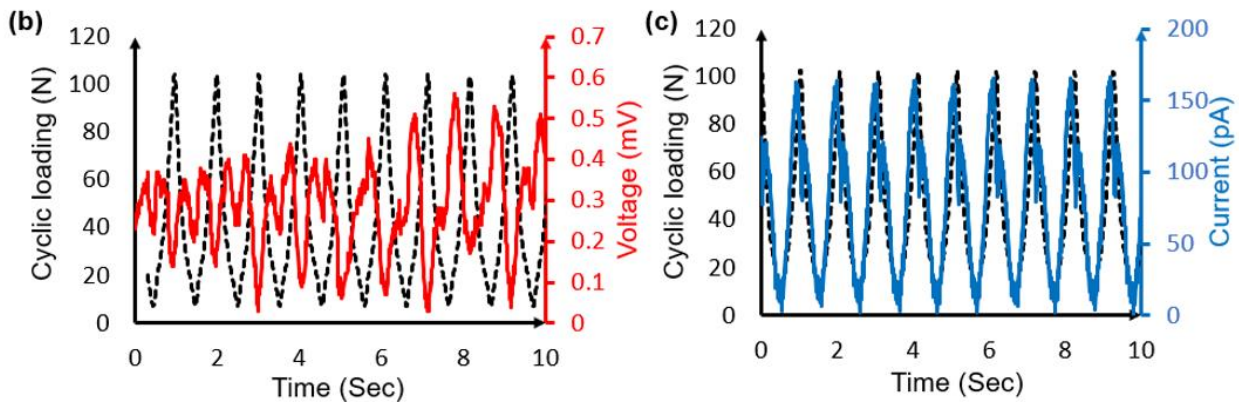 (b)
120
100
80
60
40
20
0
Cyclic loading (N)
0.7
0.6
0.5
0.4
0.3
0.2
0.1
0
Voltage (mV)
0 2 4 6 8 10
Time (Sec)
(c)
120
100
80
60
40
20
0
Cyclic loading (N)
200
150
100
50
0
Current (pA)
0 2 4 6 8 10
Time (Sec)